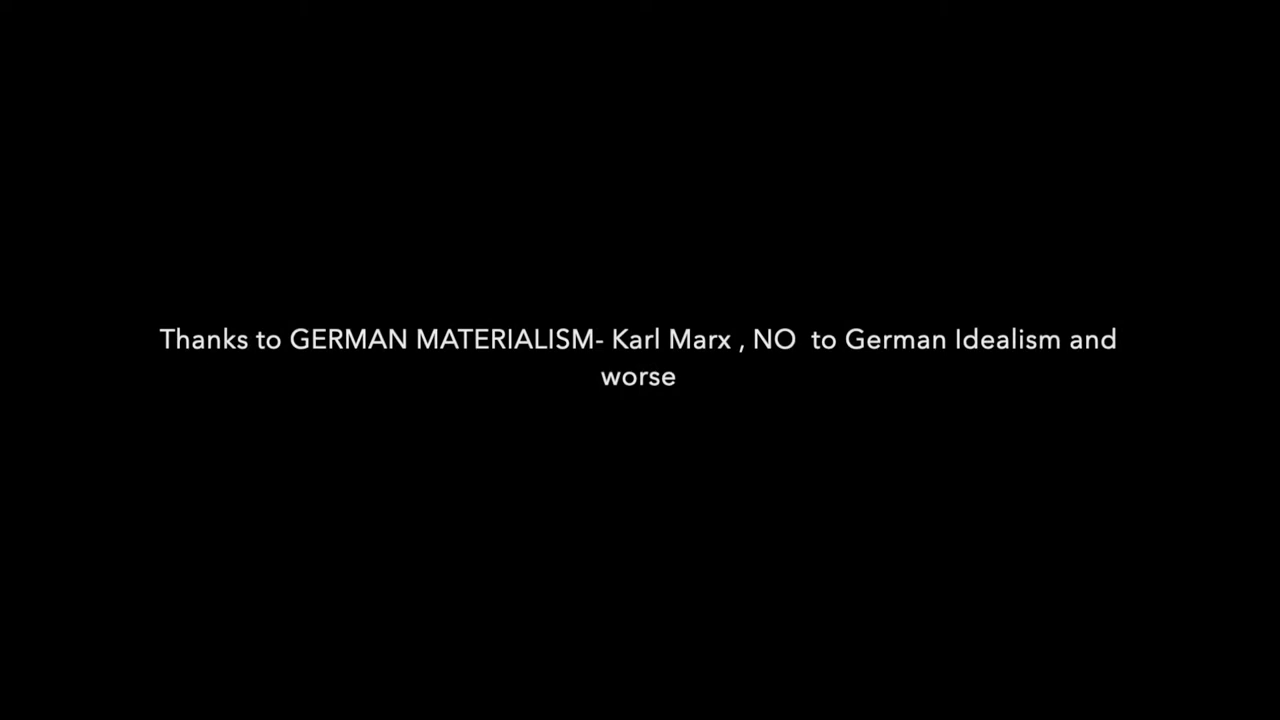 Thanks to GERMAN MATERIALISM- Karl Marx , NO  to German Idealism and
worse